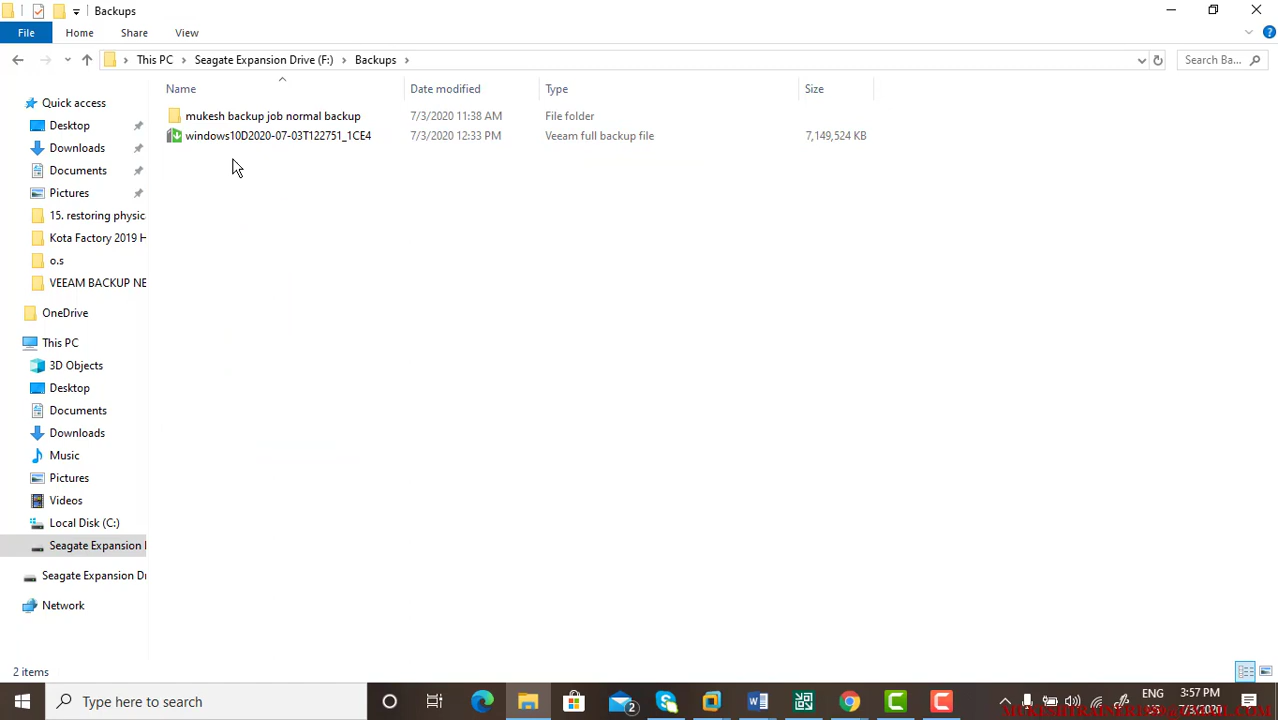 Backups
File Home Share View
This PC Seagate Expansion Drive (F:) Backups Search Ba...
Name Date modified Type Size
mukesh backup job normal backup 7/3/2020 11:38 AM File folder
windows10D2020-07-03T122751_1CE4 7/3/2020 12:33 PM Veeam full backup file 7,149,524 KB
Quick access
Desktop
Downloads
Documents
Pictures
15. restoring physic
Kota Factory 2019 H
o.s
VEEAM BACKUP NE
OneDrive
This PC
3D Objects
Desktop
Documents
Downloads
Music
Pictures
Videos
Local Disk (C:)
Seagate Expansion
Seagate Expansion Dr
Network
2 items
Type here to search
2
ENG
3:57 PM
7/3/2020